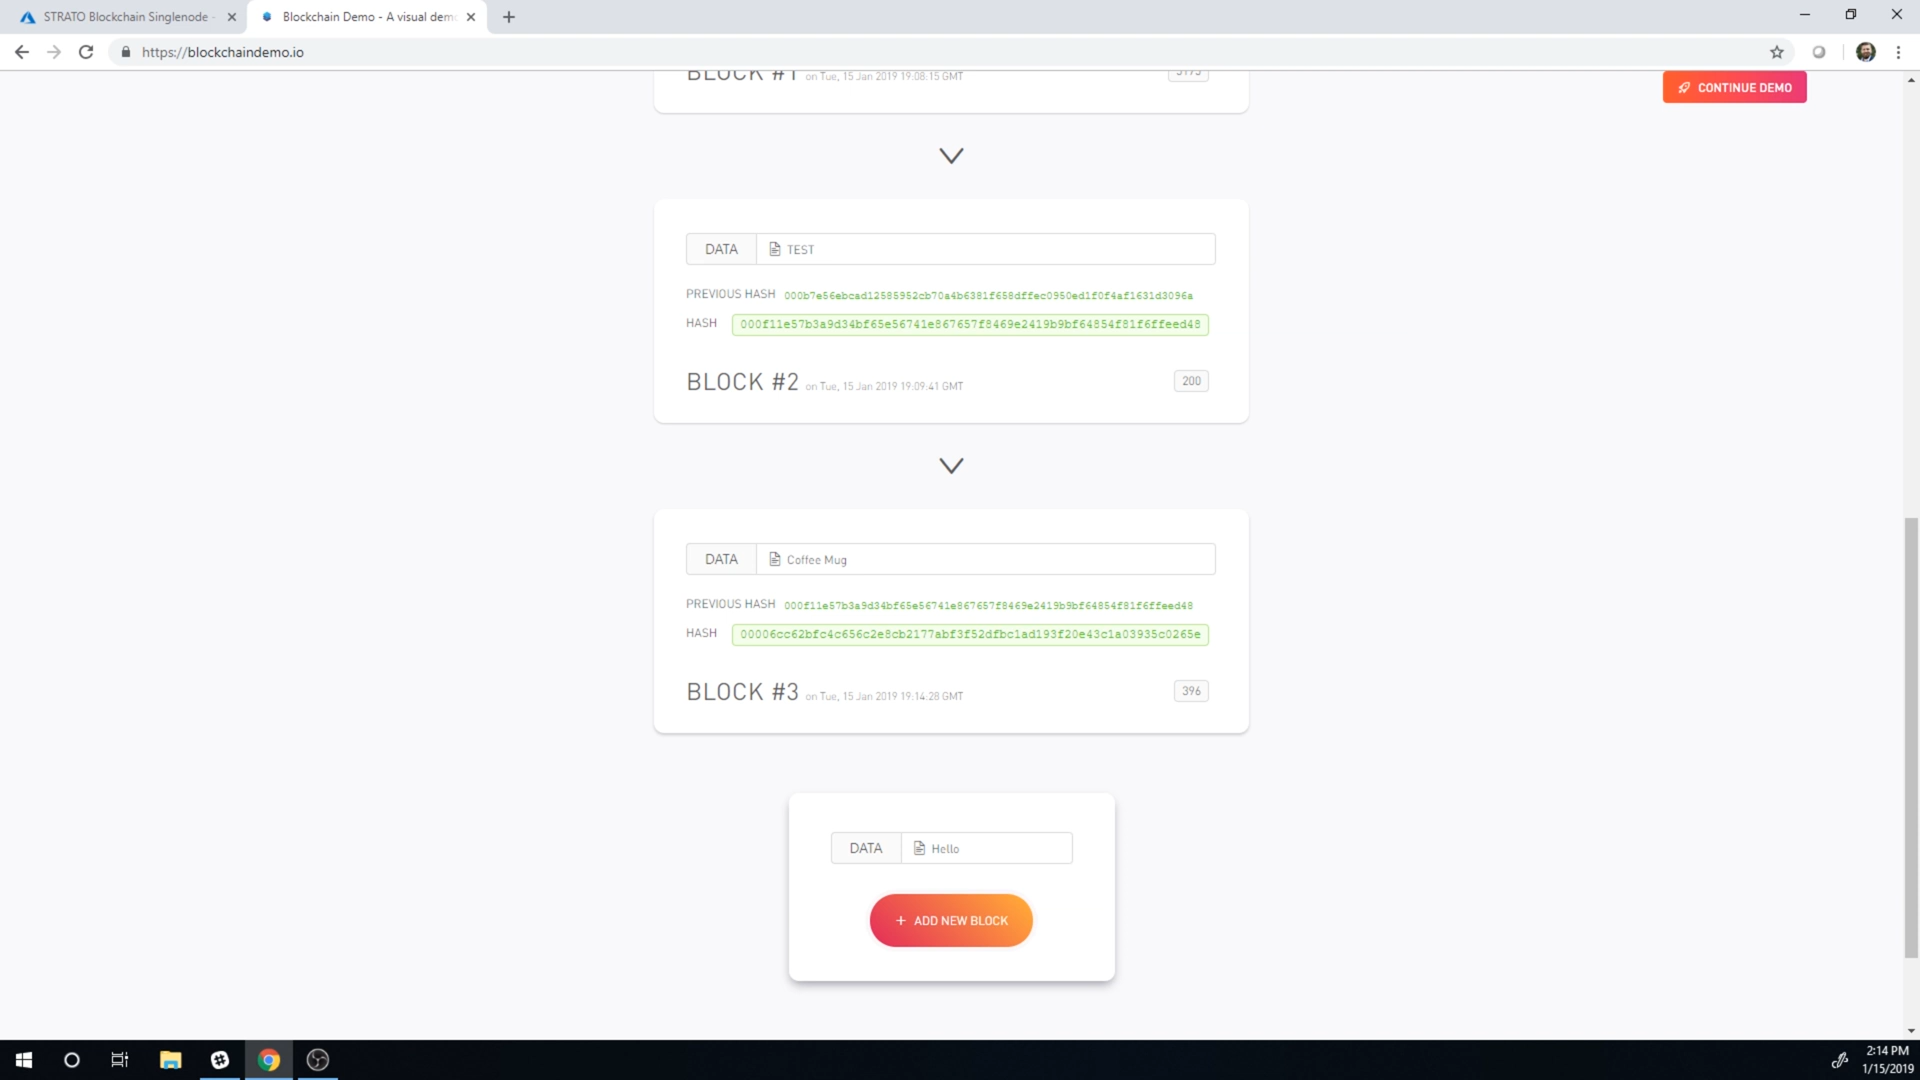 STRATO Blockchain Singlenode -
Blockchain Demo - A visual demo
https://blockchaindemo.io
BLOCK #1 on Tue, 15 Jan 2019 19:08:15 GMT
CONTINUE DEMO
DATA TEST
PREVIOUS HASH 000b7e56ebcad12585952cb70a4b6381f658dffec0950ed1f0f4af1631d3096a
HASH 000f11e57b3a9d34bf65e56741e867657f8469e2419b9bf64854f81f6ffeed48
BLOCK #2 on Tue, 15 Jan 2019 19:09:41 GMT 200
DATA Coffee Mug
PREVIOUS HASH 000f11e57b3a9d34bf65e56741e867657f8469e2419b9bf64854f81f6ffeed48
HASH 00006cc62bfc4c656c2e8cb2177abf3f52dfbc1ad193f20e43c1a03935c0265e
BLOCK #3 on Tue, 15 Jan 2019 19:14:28 GMT 396
DATA Hello
+ ADD NEW BLOCK
2:14 PM
1/15/2019